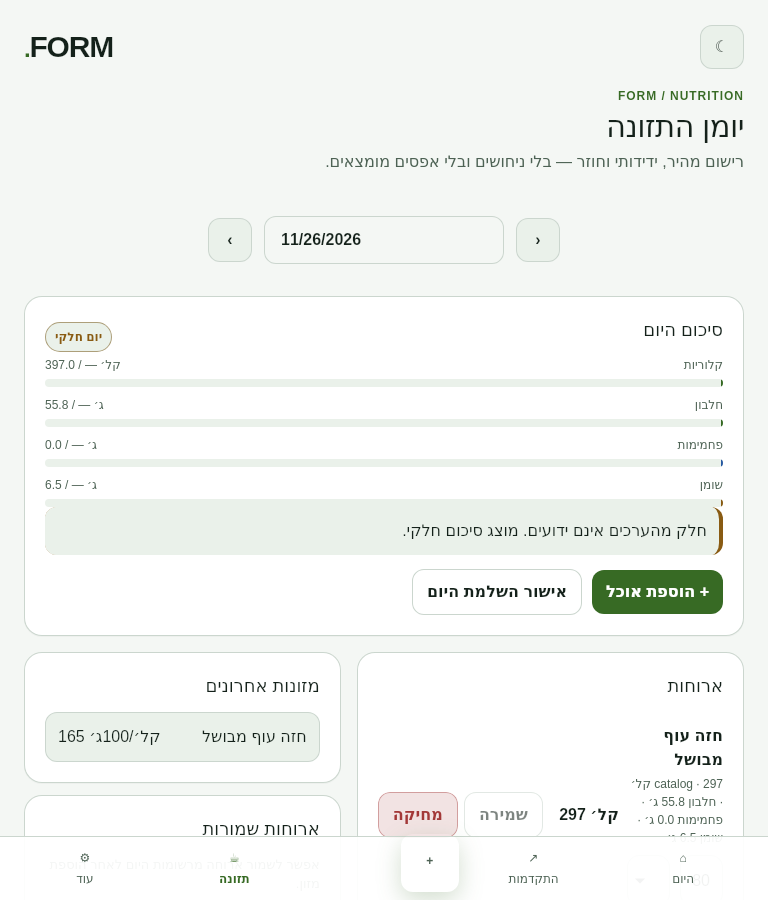 FORM.
FORM / NUTRITION
יומן התזונה
רישום מהיר, ידידותי וחוזר — בלי ניחושים ובלי אפסים מומצאים.
‹
11/26/2026
›
סיכום היום
יום חלקי
קלוריות
397.0 / — קל׳
חלבון
55.8 / — ג׳
פחמימות
0.0 / — ג׳
שומן
6.5 / — ג׳
חלק מהערכים אינם ידועים. מוצג סיכום חלקי.
+ הוספת אוכל
אישור השלמת היום
ארוחות
חזה עוף
מבושל
catalog · 297 קל׳
· חלבון 55.8 ג׳ ·
פחמימות 0.0 ג׳ ·
297 קל׳
שמירה
מחיקה
מזונות אחרונים
חזה עוף מבושל
165 קל׳/100ג׳
ארוחות שמורות
היום
התקדמות
+
תזונה
עוד